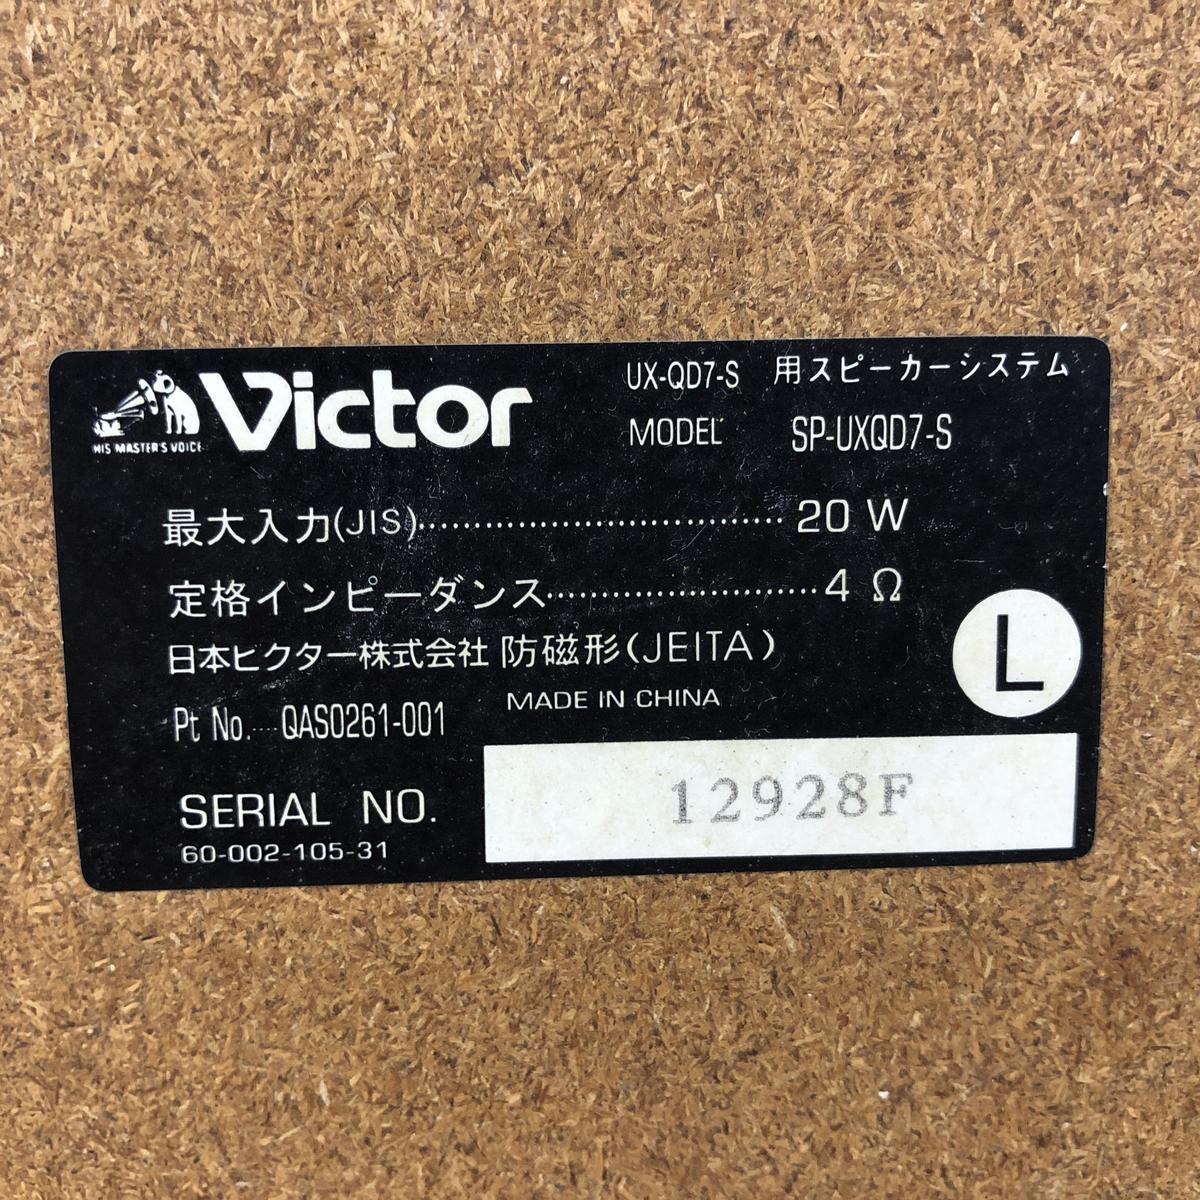 HIS MASTER'S VOICE
Victor
UX-QD7-S 用スピーカーシステム
MODEL SP-UXQD7-S
最大入力(JIS)····································20 W
定格インピーダンス··························4 Ω
日本ビクター株式会社 防磁形(JEITA)
MADE IN CHINA
L
Pt No.····QAS0261-001
SERIAL NO. 12928F
60-002-105-31